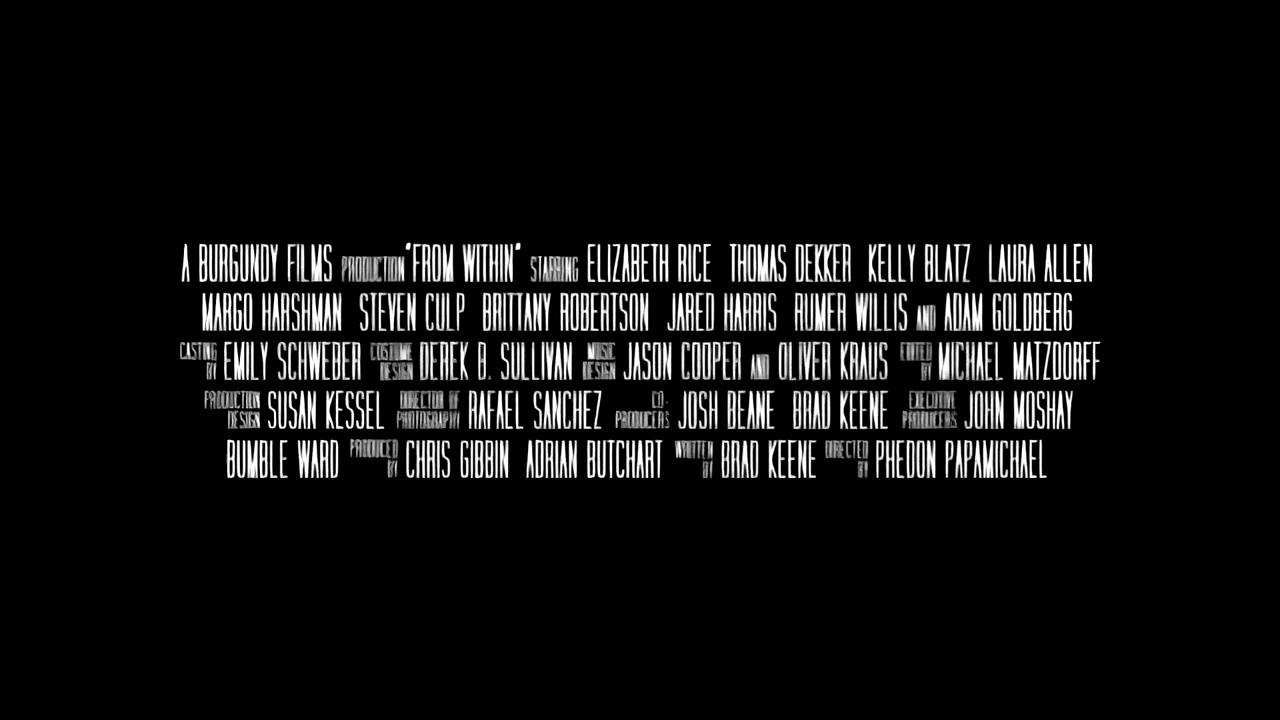 A BURGUNDY FILMS PRODUCTION "FROM WITHIN" STARRING ELIZABETH RICE THOMAS DEKKER KELLY BLATZ LAURA ALLEN
MARGO HARSHMAN STEVEN CULP BRITTANY ROBERTSON JARED HARRIS RUMER WILLIS AND ADAM GOLDBERG
CASTING BY EMILY SCHWEBER COSTUME DESIGN DEREK B. SULLIVAN MUSIC DESIGN JASON COOPER AND OLIVER KRAUS EDITED BY MICHAEL MATZDORFF
PRODUCTION DESIGN SUSAN KESSEL DIRECTOR OF PHOTOGRAPHY RAFAEL SANCHEZ CO-PRODUCERS JOSH BEANE BRAD KEENE EXECUTIVE PRODUCERS JOHN MOSHAY
BUMBLE WARD PRODUCED BY CHRIS GIBBIN ADRIAN BUTCHART WRITTEN BY BRAD KEENE DIRECTED BY PHEDON PAPAMICHAEL